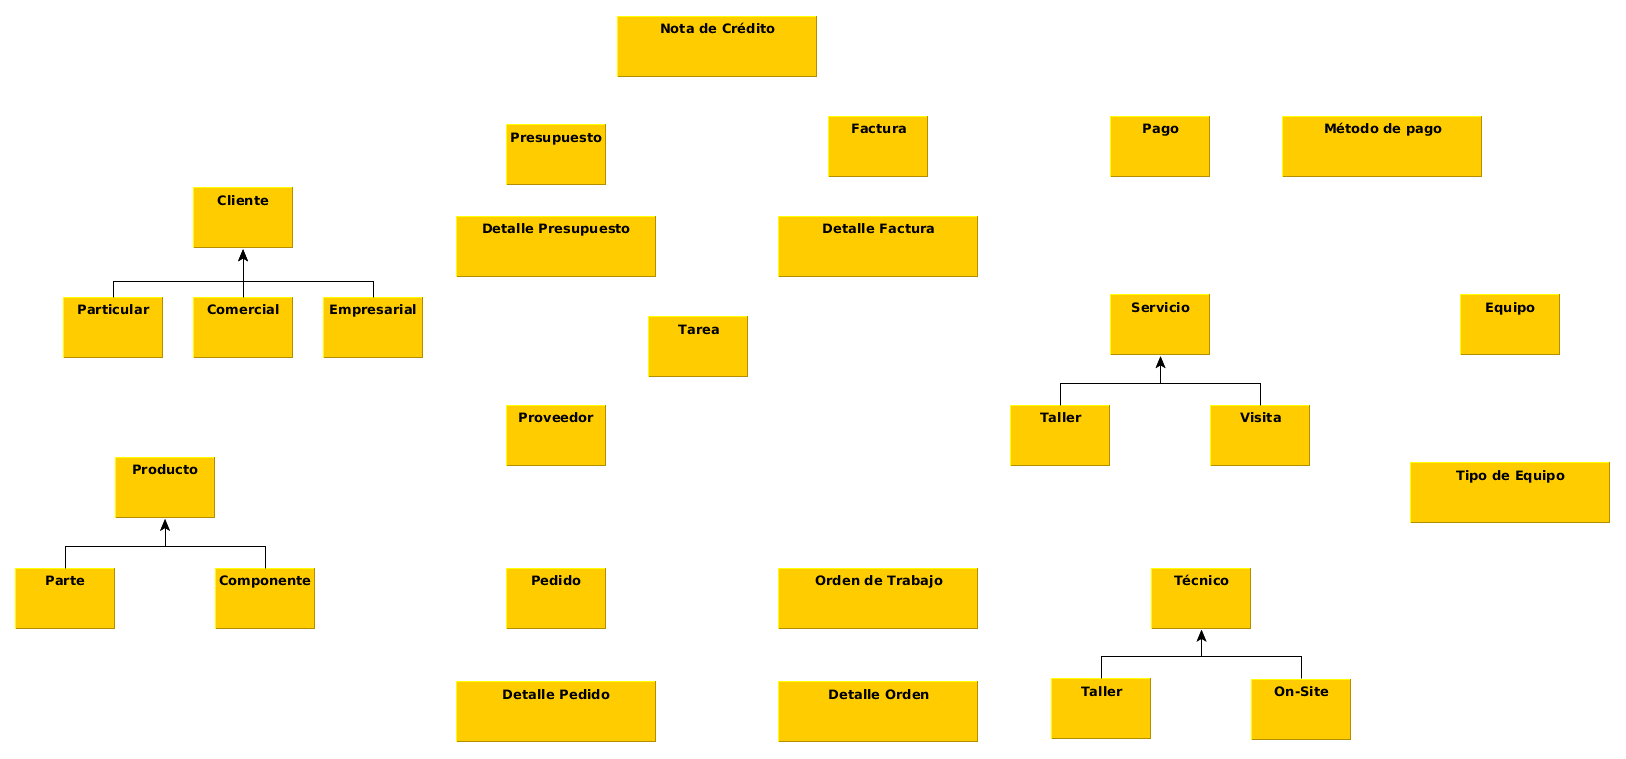 Nota de Crédito
Presupuesto
Factura
Pago
Método de pago
Cliente
Detalle Presupuesto
Detalle Factura
Particular
Comercial
Empresarial
Servicio
Equipo
Tarea
Proveedor
Taller
Visita
Producto
Tipo de Equipo
Parte
Componente
Pedido
Orden de Trabajo
Técnico
Detalle Pedido
Detalle Orden
Taller
On-Site